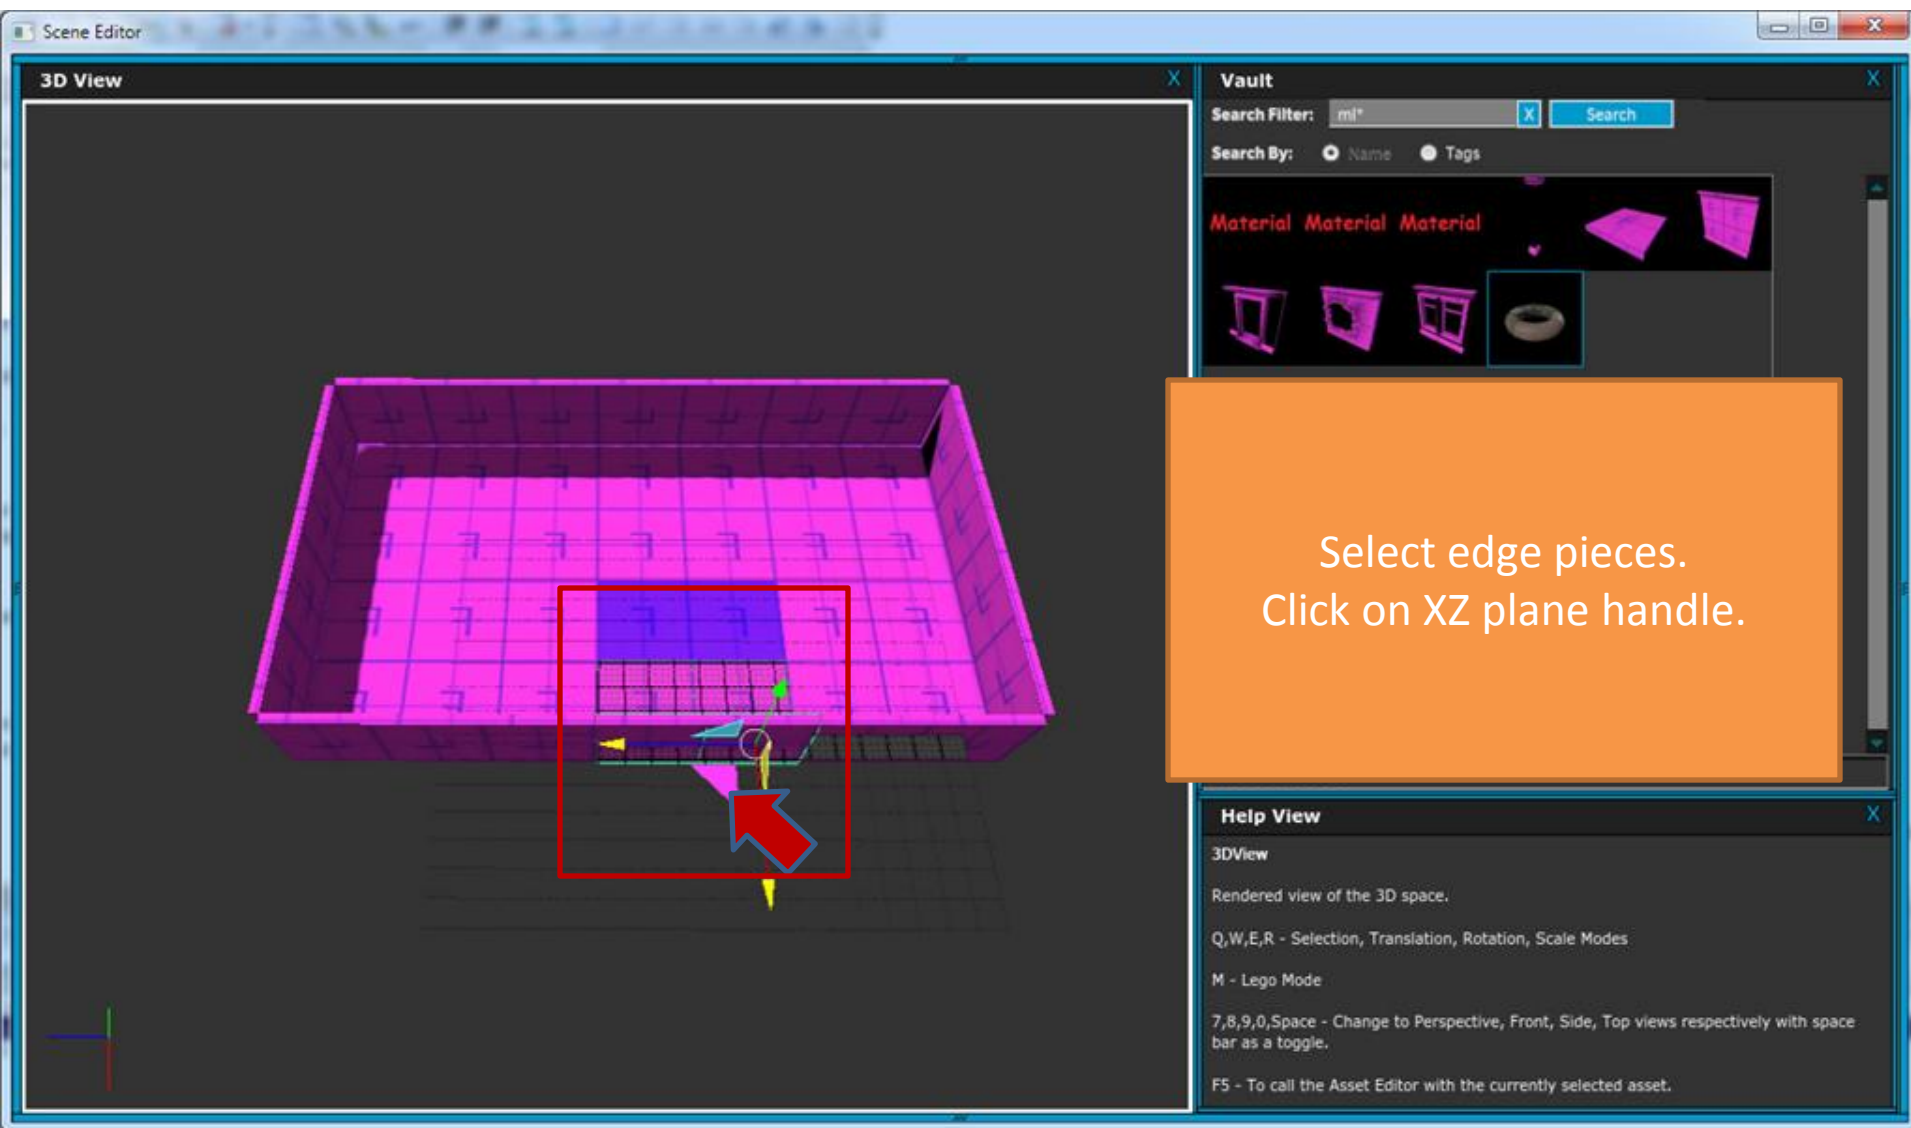 Scene Editor
3D View X
Vault X
Search Filter: ml* X Search
Search By: Name Tags
Material Material Material
Select edge pieces.
Click on XZ plane handle.
Help View X
3DView
Rendered view of the 3D space.
Q,W,E,R - Selection, Translation, Rotation, Scale Modes
M - Lego Mode
7,8,9,0,Space - Change to Perspective, Front, Side, Top views respectively with space
bar as a toggle.
F5 - To call the Asset Editor with the currently selected asset.